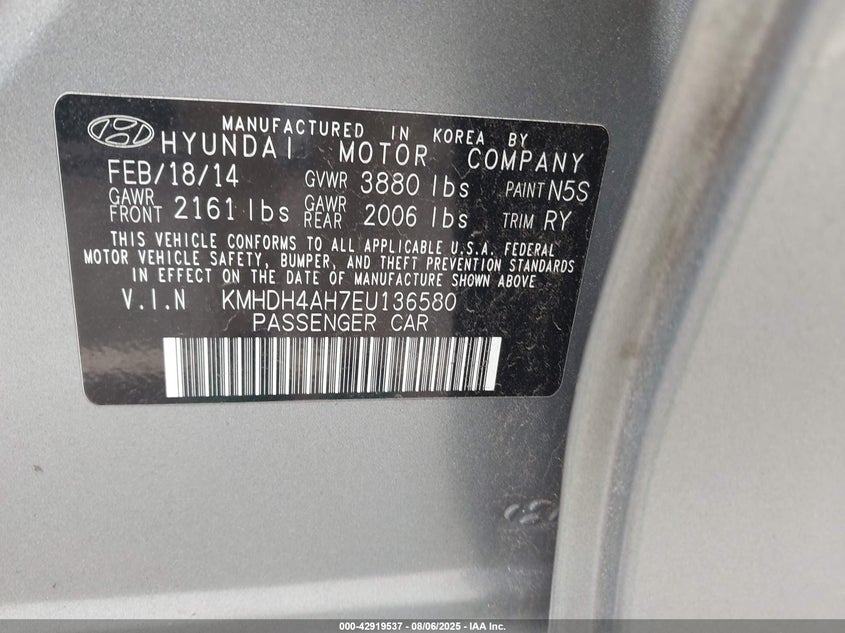 MANUFACTURED IN KOREA BY
HYUNDAI MOTOR COMPANY
FEB/18/14 GVWR 3880 lbs PAINT N5S
GAWR FRONT 2161 lbs GAWR REAR 2006 lbs TRIM RY
THIS VEHICLE CONFORMS TO ALL APPLICABLE U.S.A. FEDERAL
MOTOR VEHICLE SAFETY, BUMPER, AND THEFT PREVENTION STANDARDS
IN EFFECT ON THE DATE OF MANUFACTURE SHOWN ABOVE
V.I.N KMHDH4AH7EU136580
PASSENGER CAR
000-42919537 - 08/06/2025 - IAA Inc.